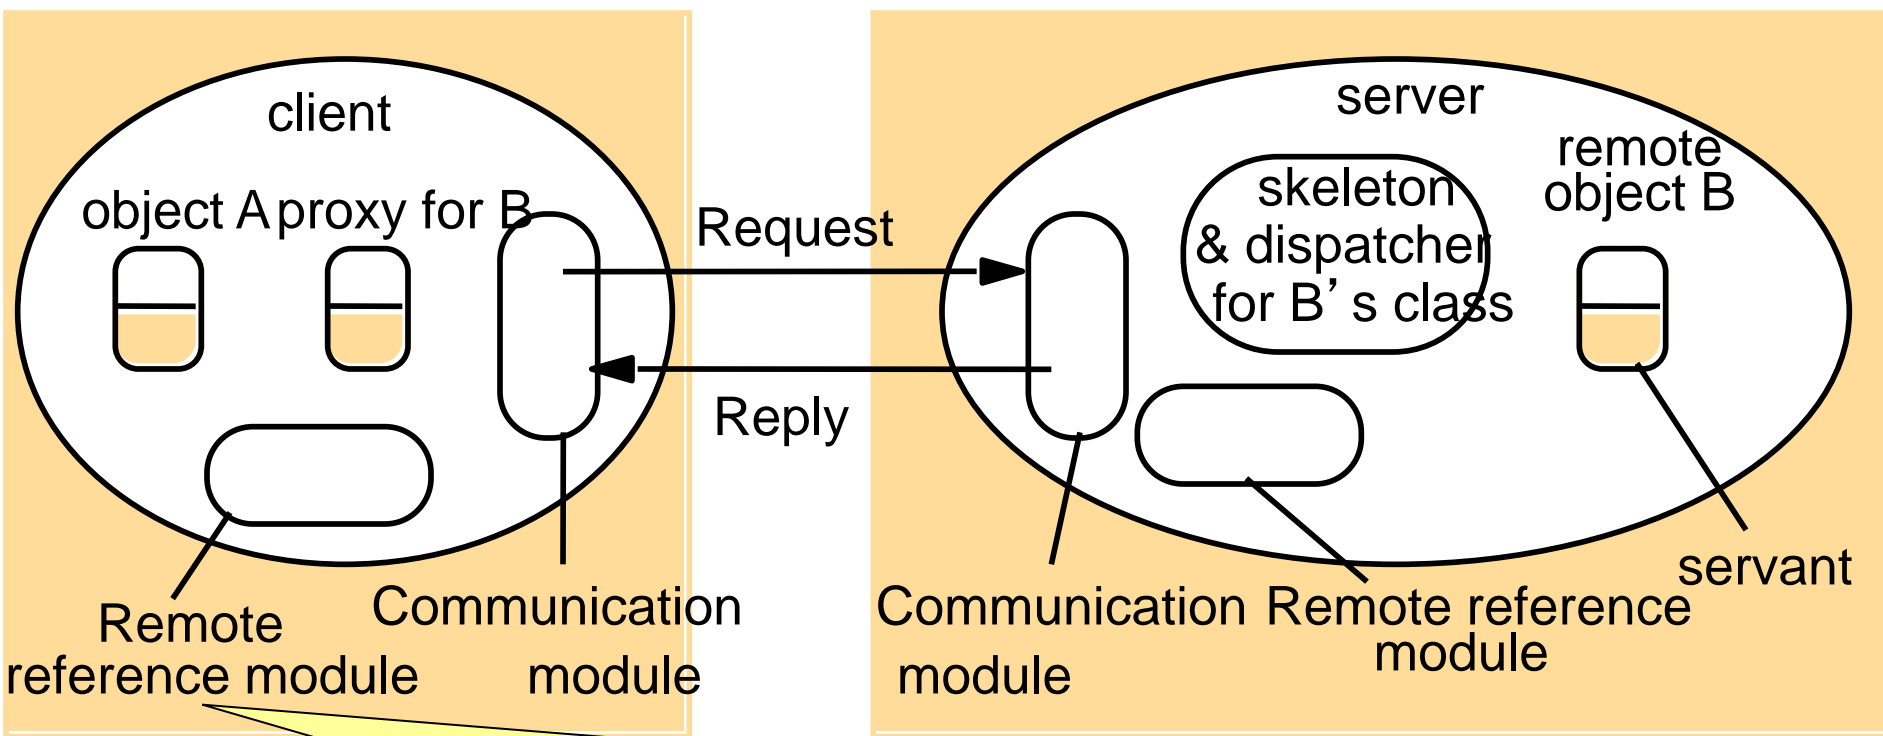 client
object A proxy for B
Remote
reference module
Communication
module
Request
Reply
server
skeleton
& dispatcher
for B’ s class
remote
object B
Communication
module
Remote reference
module
servant